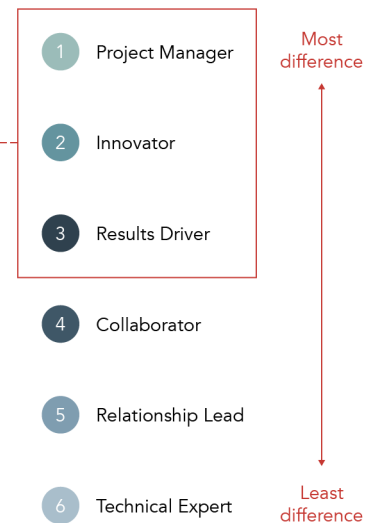 Most
difference
1 Project Manager
2 Innovator
3 Results Driver
4 Collaborator
5 Relationship Lead
6 Technical Expert
Least
difference